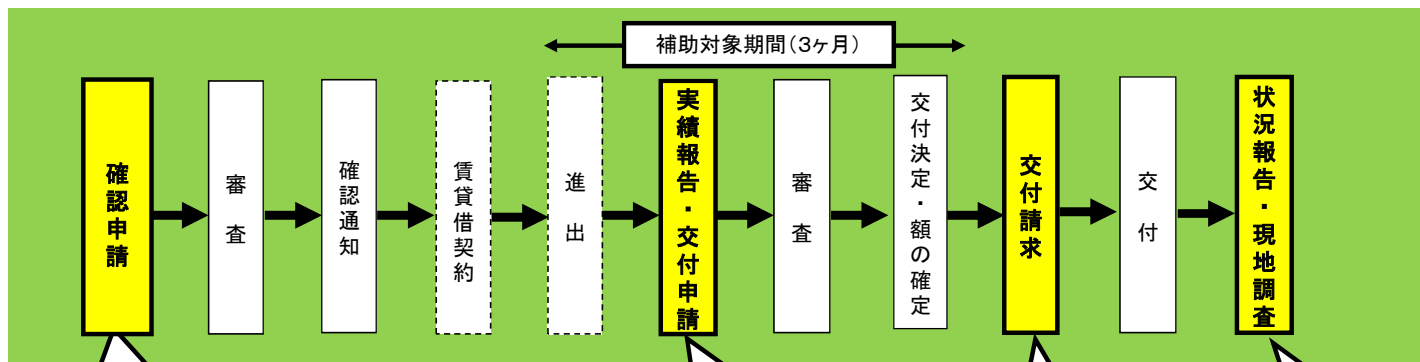 補助対象期間(3ヶ月)
確認申請
審査
確認通知
賃貸借契約
進出
実績報告・交付申請
審査
交付決定・額の確定
交付請求
交付
状況報告・現地調査